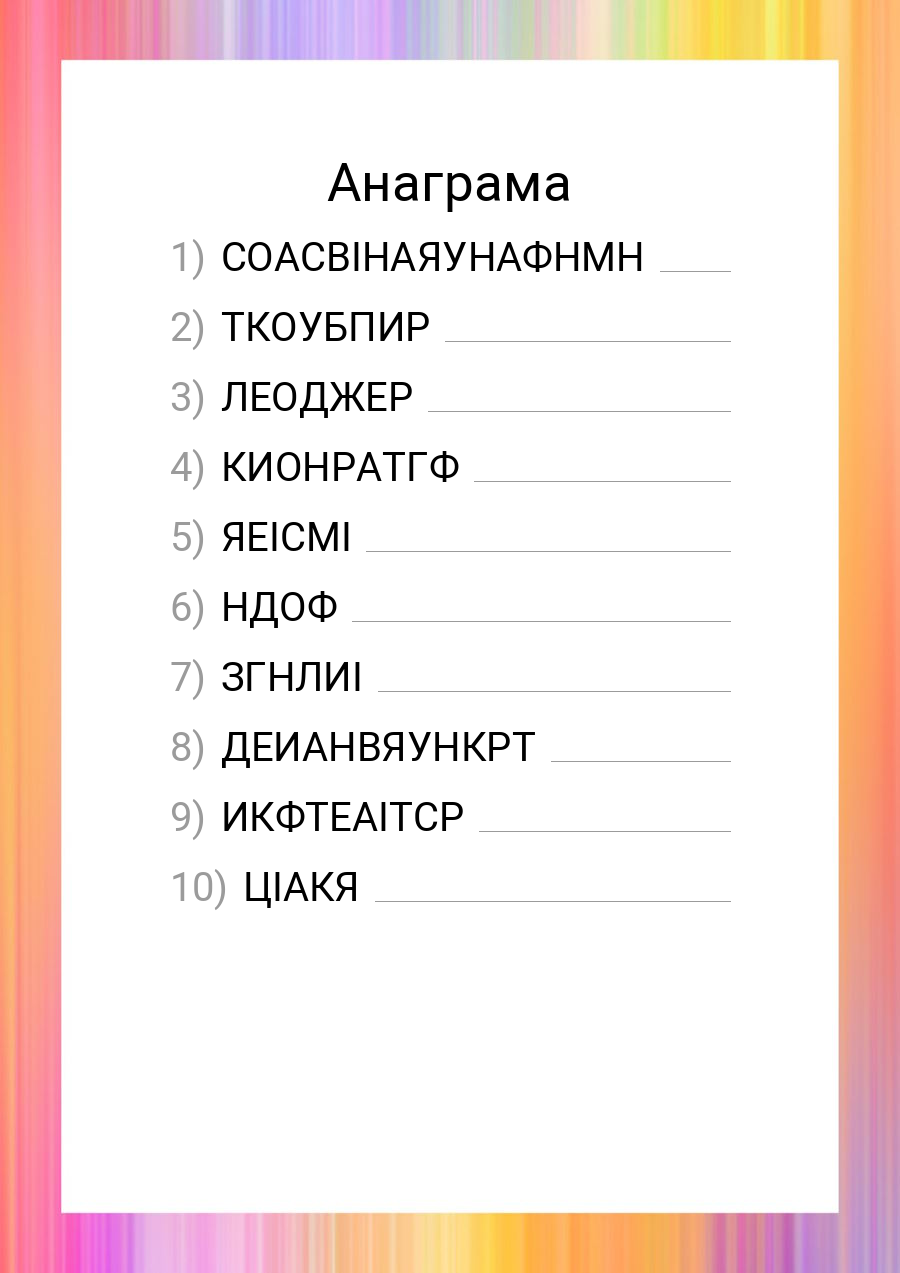 Анаграма
1) СОАСВІНАЯУНАФНМН
2) ТКОУБПИР
3) ЛЕОДЖЕР
4) КИОНРАТГФ
5) ЯЕІСМІ
6) НДОФ
7) ЗГНЛИІ
8) ДЕИАНВЯУНКРТ
9) ИКФТЕАІТСР
10) ЦІАКЯ